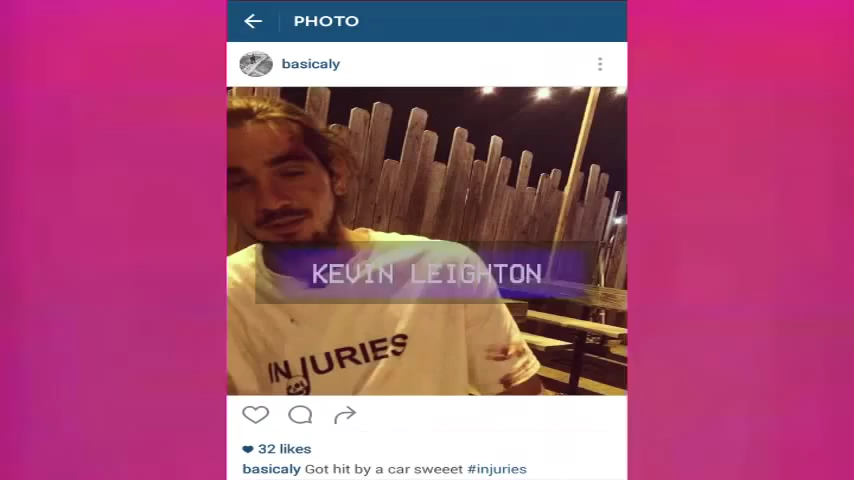 PHOTO
basicaly
KEVIN LEIGHTON
INJURIES
32 likes
basicaly Got hit by a car sweeet #injuries